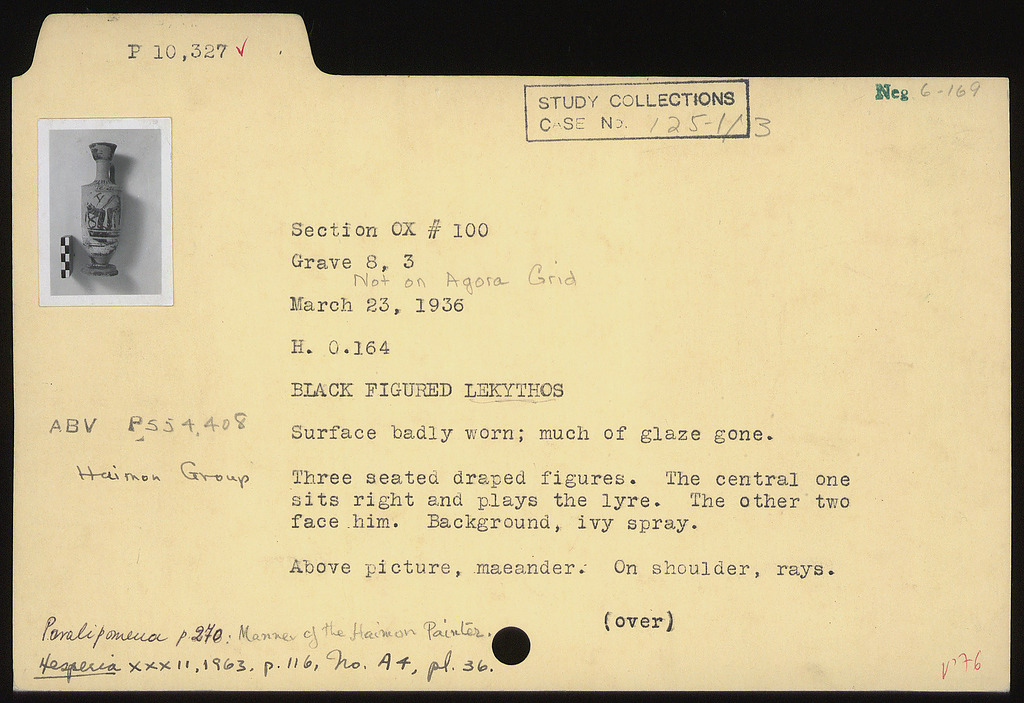 P 10,327 ✓
STUDY COLLECTIONS
CASE No. 125-1/13
Neg 6-169
Section OX # 100
Grave 8, 3
Not on Agora Grid
March 23, 1936
H. 0.164
BLACK FIGURED LEKYTHOS
ABV P554,408
Haimon Group
Surface badly worn; much of glaze gone.
Three seated draped figures. The central one
sits right and plays the lyre. The other two
face him. Background, ivy spray.
Above picture, maeander. On shoulder, rays.
(over)
Paralipomena p 270: Manner of the Haimon Painter.
Hesperia XXXII, 1963, p. 116, No. A4, pl. 36.